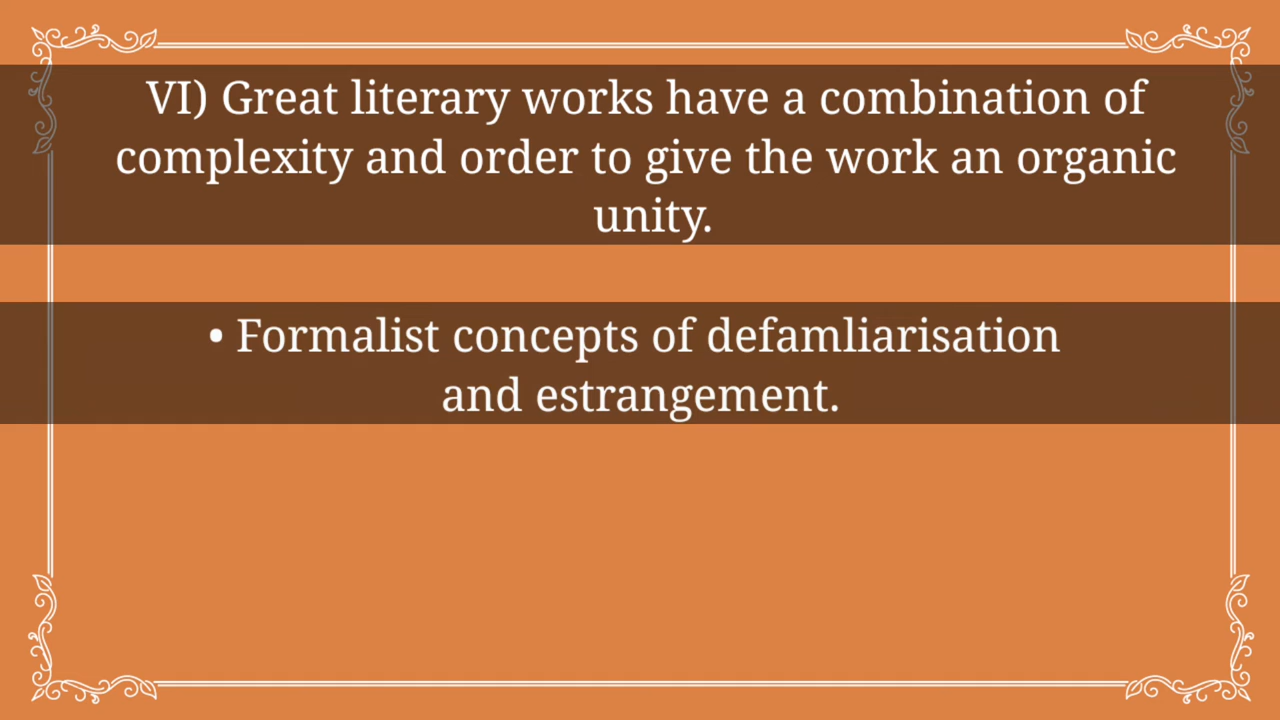 VI) Great literary works have a combination of
complexity and order to give the work an organic
unity.
• Formalist concepts of defamliarisation
and estrangement.